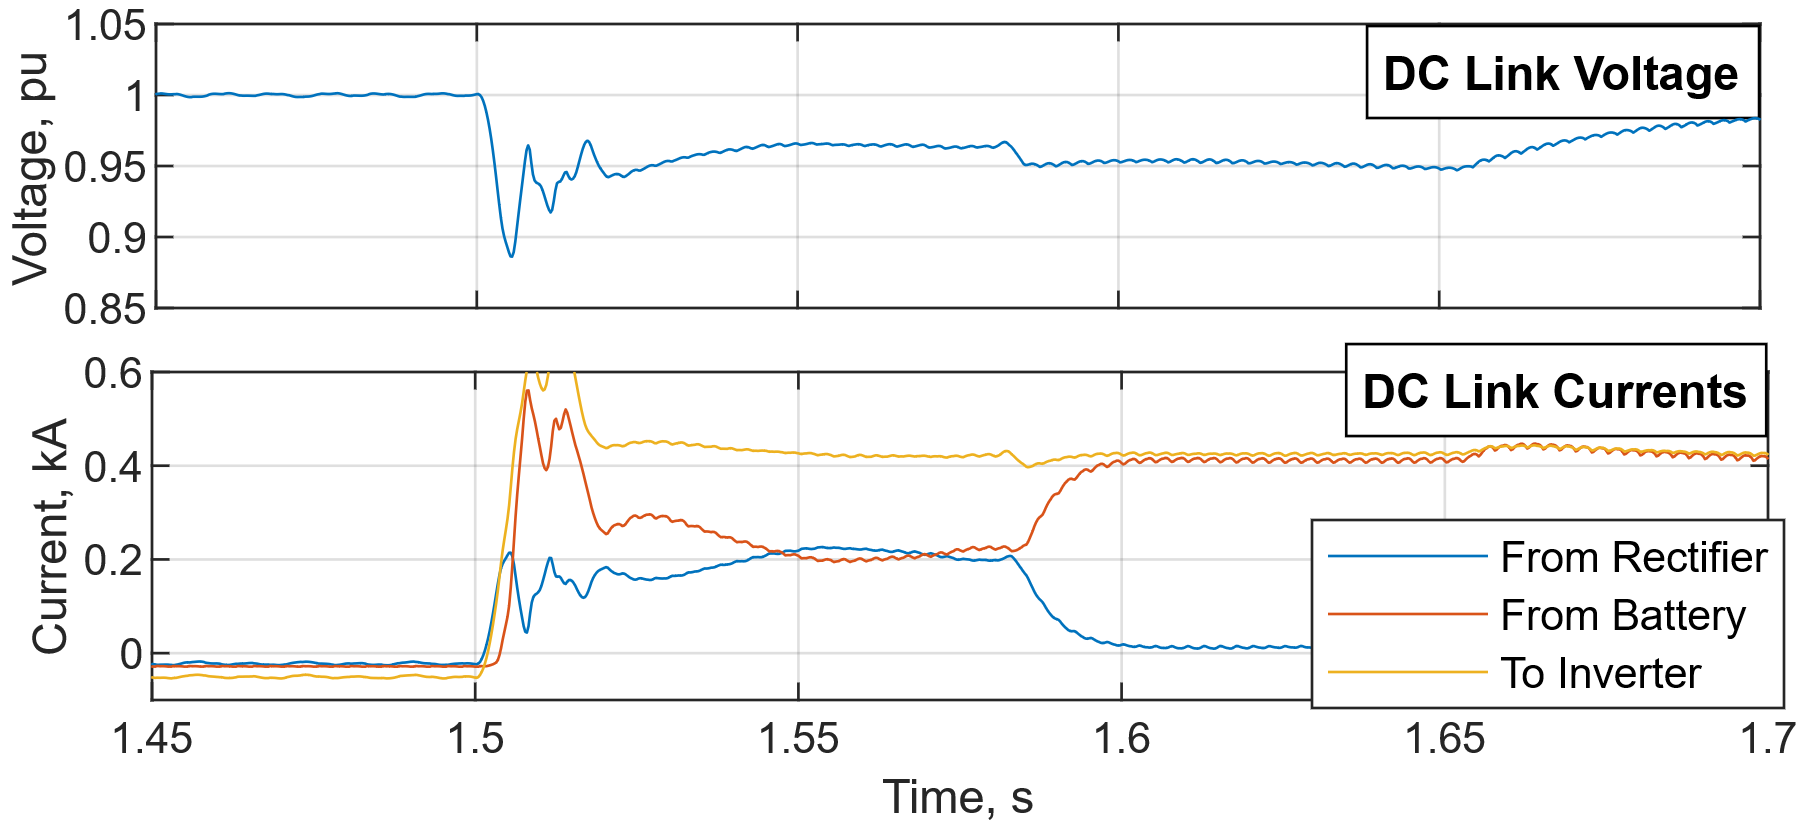 1.05
1
0.95
0.9
0.85
Voltage, pu
DC Link Voltage
0.6
0.4
0.2
0
Current, kA
DC Link Currents
From Rectifier
From Battery
To Inverter
1.45
1.5
1.55
1.6
1.65
1.7
Time, s